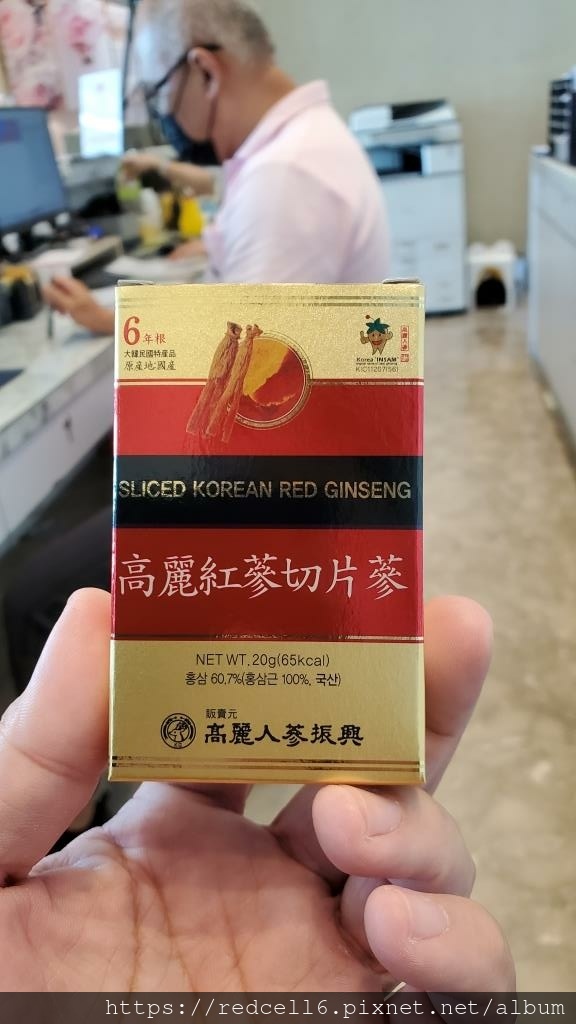 6年根
大韓民國特産品
原産地:國産
Korea INSAM
KIC11207(56)
SLICED KOREAN RED GINSENG
高麗紅蔘切片蔘
NET WT.20g(65kcal)
홍삼 60.7%(홍삼근 100%, 국산)
販賣元
高麗人蔘振興
https://redcell6.pixnet.net/album